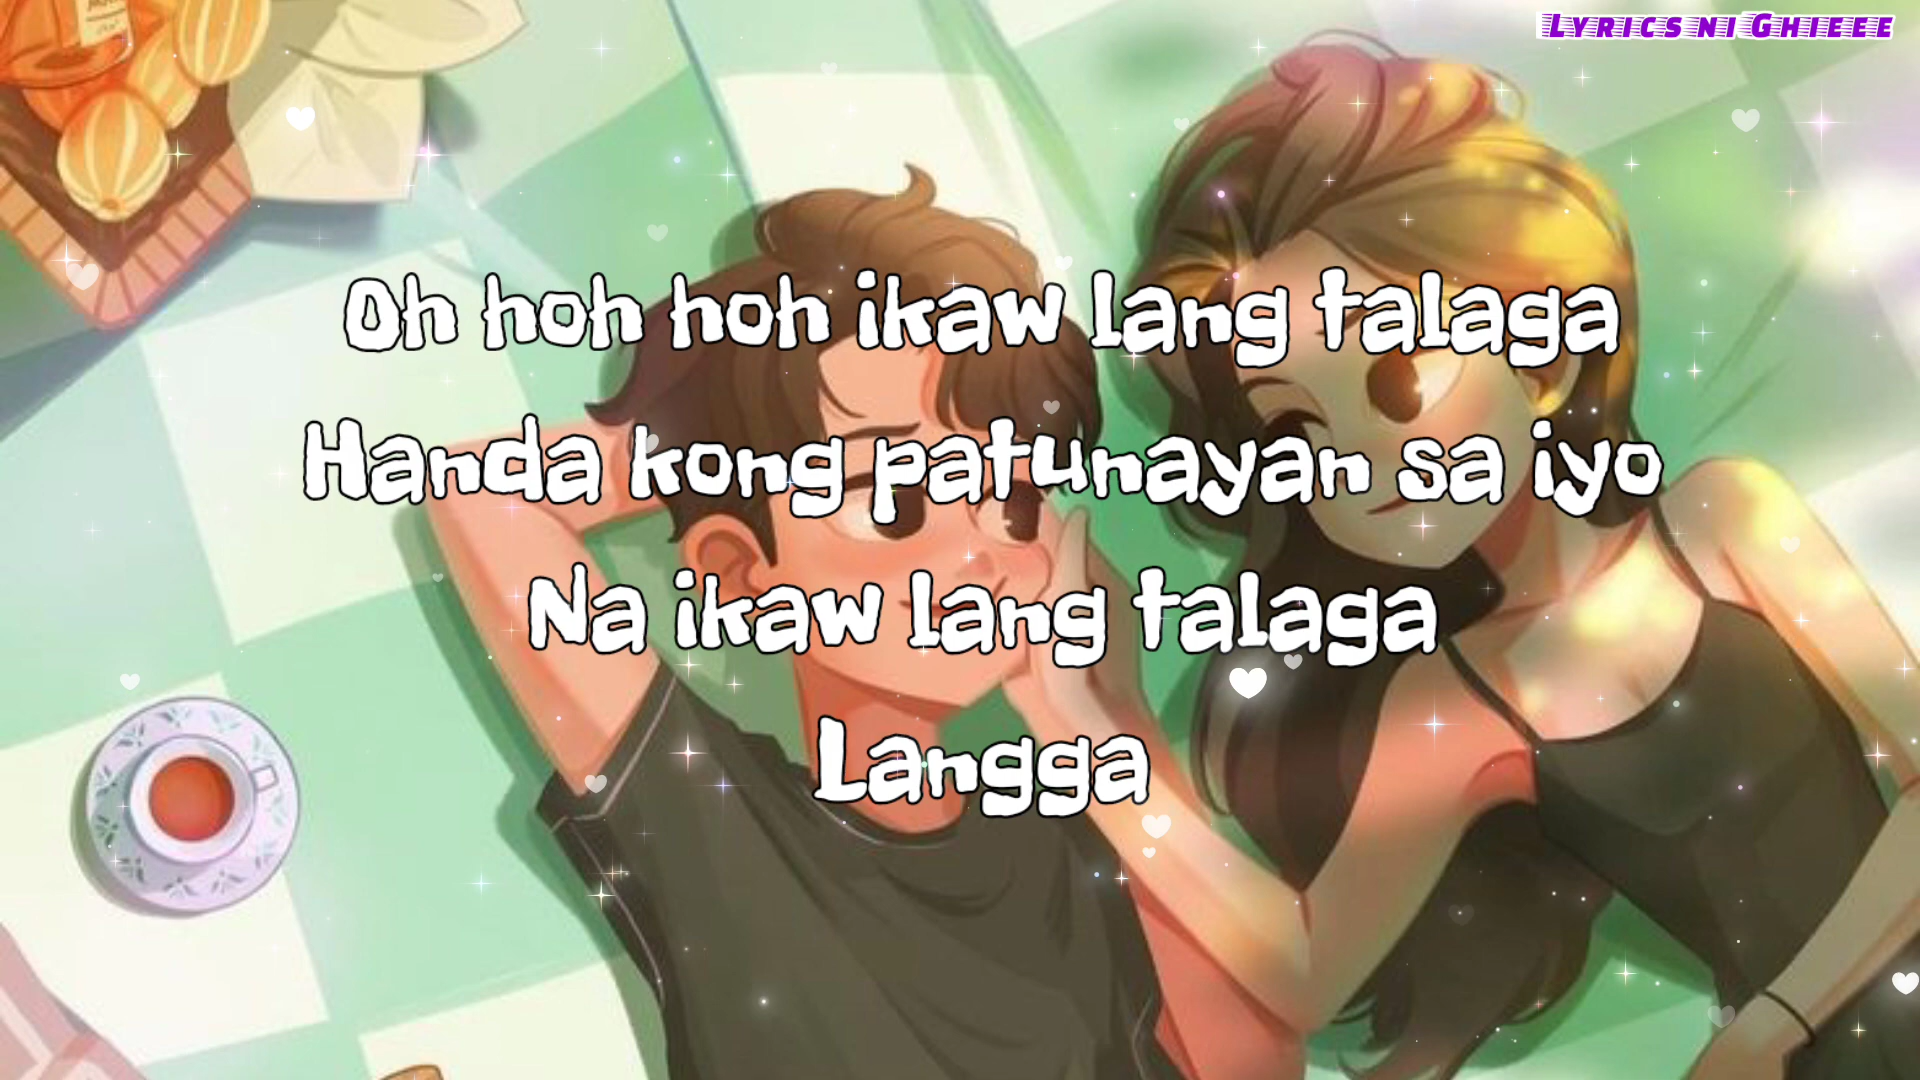 LYRICS NI GHIEEE
Oh hoh hoh ikaw lang talaga
Handa kong patunayan sa iyo
Na ikaw lang talaga
Langga